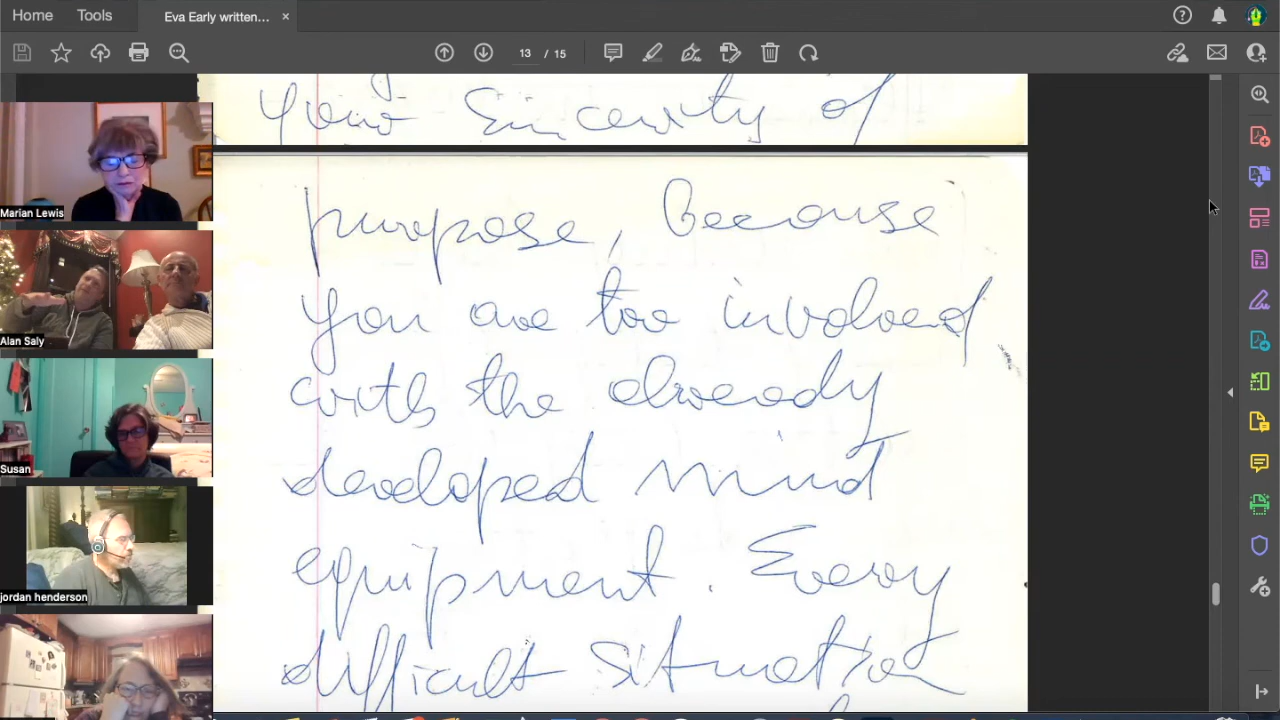 Home
Tools
Eva Early written...
×
13 / 15
your sincerity of
purpose, because
you are too involved
with the already
developed mind
equipment. Every
difficult situation
Marian Lewis
Alan Saly
Susan
jordan henderson